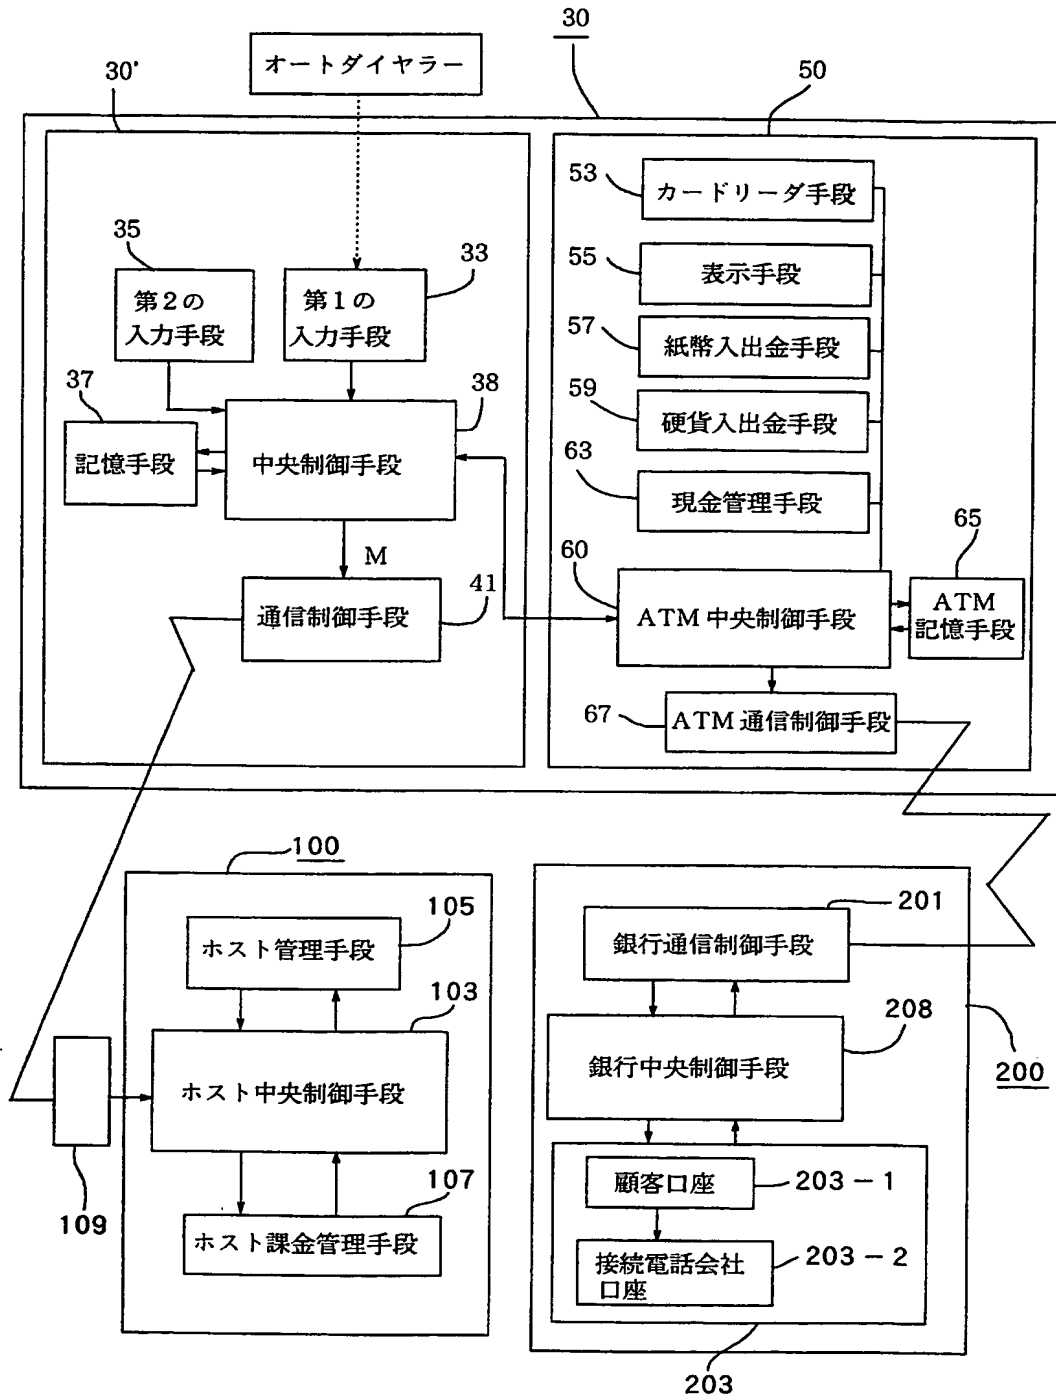 30
オートダイヤラー
30'
50
53
カードリーダ手段
35
33
55
表示手段
第2の
入力手段
第1の
入力手段
57
紙幣入出金手段
37
38
59
硬貨入出金手段
記憶手段
中央制御手段
63
現金管理手段
M
60
65
41
通信制御手段
ATM中央制御手段
ATM
記憶手段
67
ATM通信制御手段
100
105
ホスト管理手段
201
銀行通信制御手段
103
208
ホスト中央制御手段
銀行中央制御手段
200
109
107
ホスト課金管理手段
顧客口座
203-1
接続電話会社
口座
203-2
203